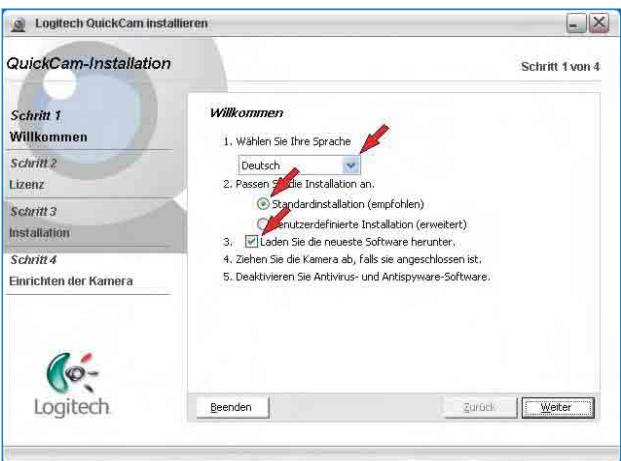 Logitech QuickCam installieren
QuickCam-Installation
Schritt 1 von 4
Schritt 1
Willkommen
Schritt 2
Lizenz
Schritt 3
Installation
Schritt 4
Einrichten der Kamera
Logitech
Willkommen
1. Wählen Sie Ihre Sprache
Deutsch
2. Passen Sie die Installation an.
Standardinstallation (empfohlen)
Benutzerdefinierte Installation (erweitert)
3. Laden Sie die neueste Software herunter.
4. Ziehen Sie die Kamera ab, falls sie angeschlossen ist.
5. Deaktivieren Sie Antivirus- und Antispyware-Software.
Beenden
Zurück
Weiter